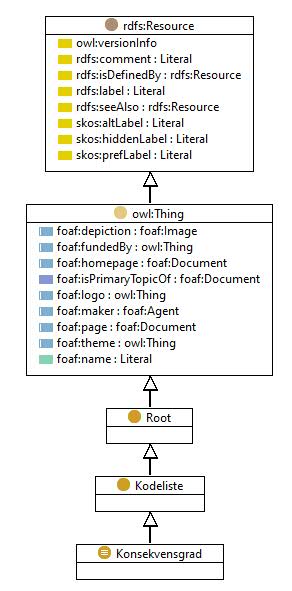 rdfs:Resource
owl:versionInfo
rdfs:comment : Literal
rdfs:isDefinedBy : rdfs:Resource
rdfs:label : Literal
rdfs:seeAlso : rdfs:Resource
skos:altLabel : Literal
skos:hiddenLabel : Literal
skos:prefLabel : Literal
owl:Thing
foaf:depiction : foaf:Image
foaf:fundedBy : owl:Thing
foaf:homepage : foaf:Document
foaf:isPrimaryTopicOf : foaf:Document
foaf:logo : owl:Thing
foaf:maker : foaf:Agent
foaf:page : foaf:Document
foaf:theme : owl:Thing
foaf:name : Literal
Root
Kodeliste
Konsekvensgrad